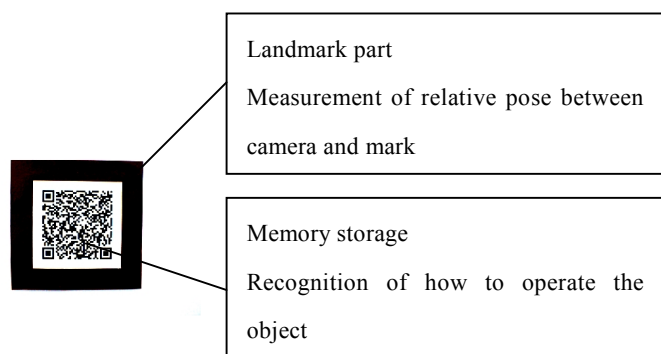 Landmark part
Measurement of relative pose between
camera and mark
Memory storage
Recognition of how to operate the
object